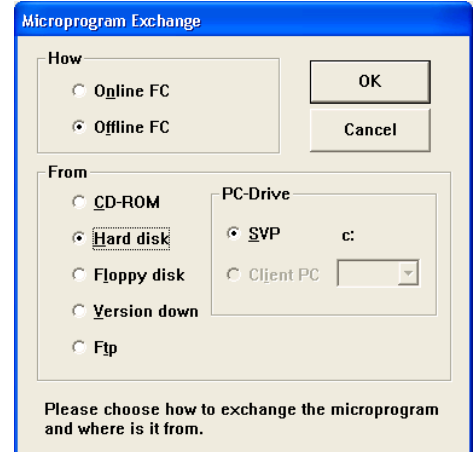 Microprogram Exchange
How
Online FC
Offline FC
OK
Cancel
From
CD-ROM
Hard disk
Floppy disk
Version down
Ftp
PC-Drive
SVP c:
Client PC
Please choose how to exchange the microprogram
and where is it from.